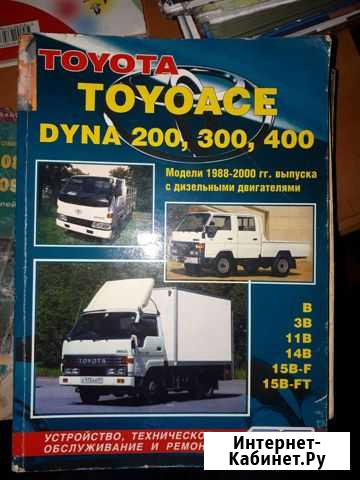 TOYOTA
TOYOACE
DYNA 200, 300, 400
Модели 1988-2000 гг. выпуска
с дизельными двигателями
B
3B
11B
14B
15B-F
15B-FT
TOYOTA
УСТРОЙСТВО, ТЕХНИЧЕСКО
ОБСЛУЖИВАНИЕ И РЕМОН
Интернет-
Кабинет.Ру